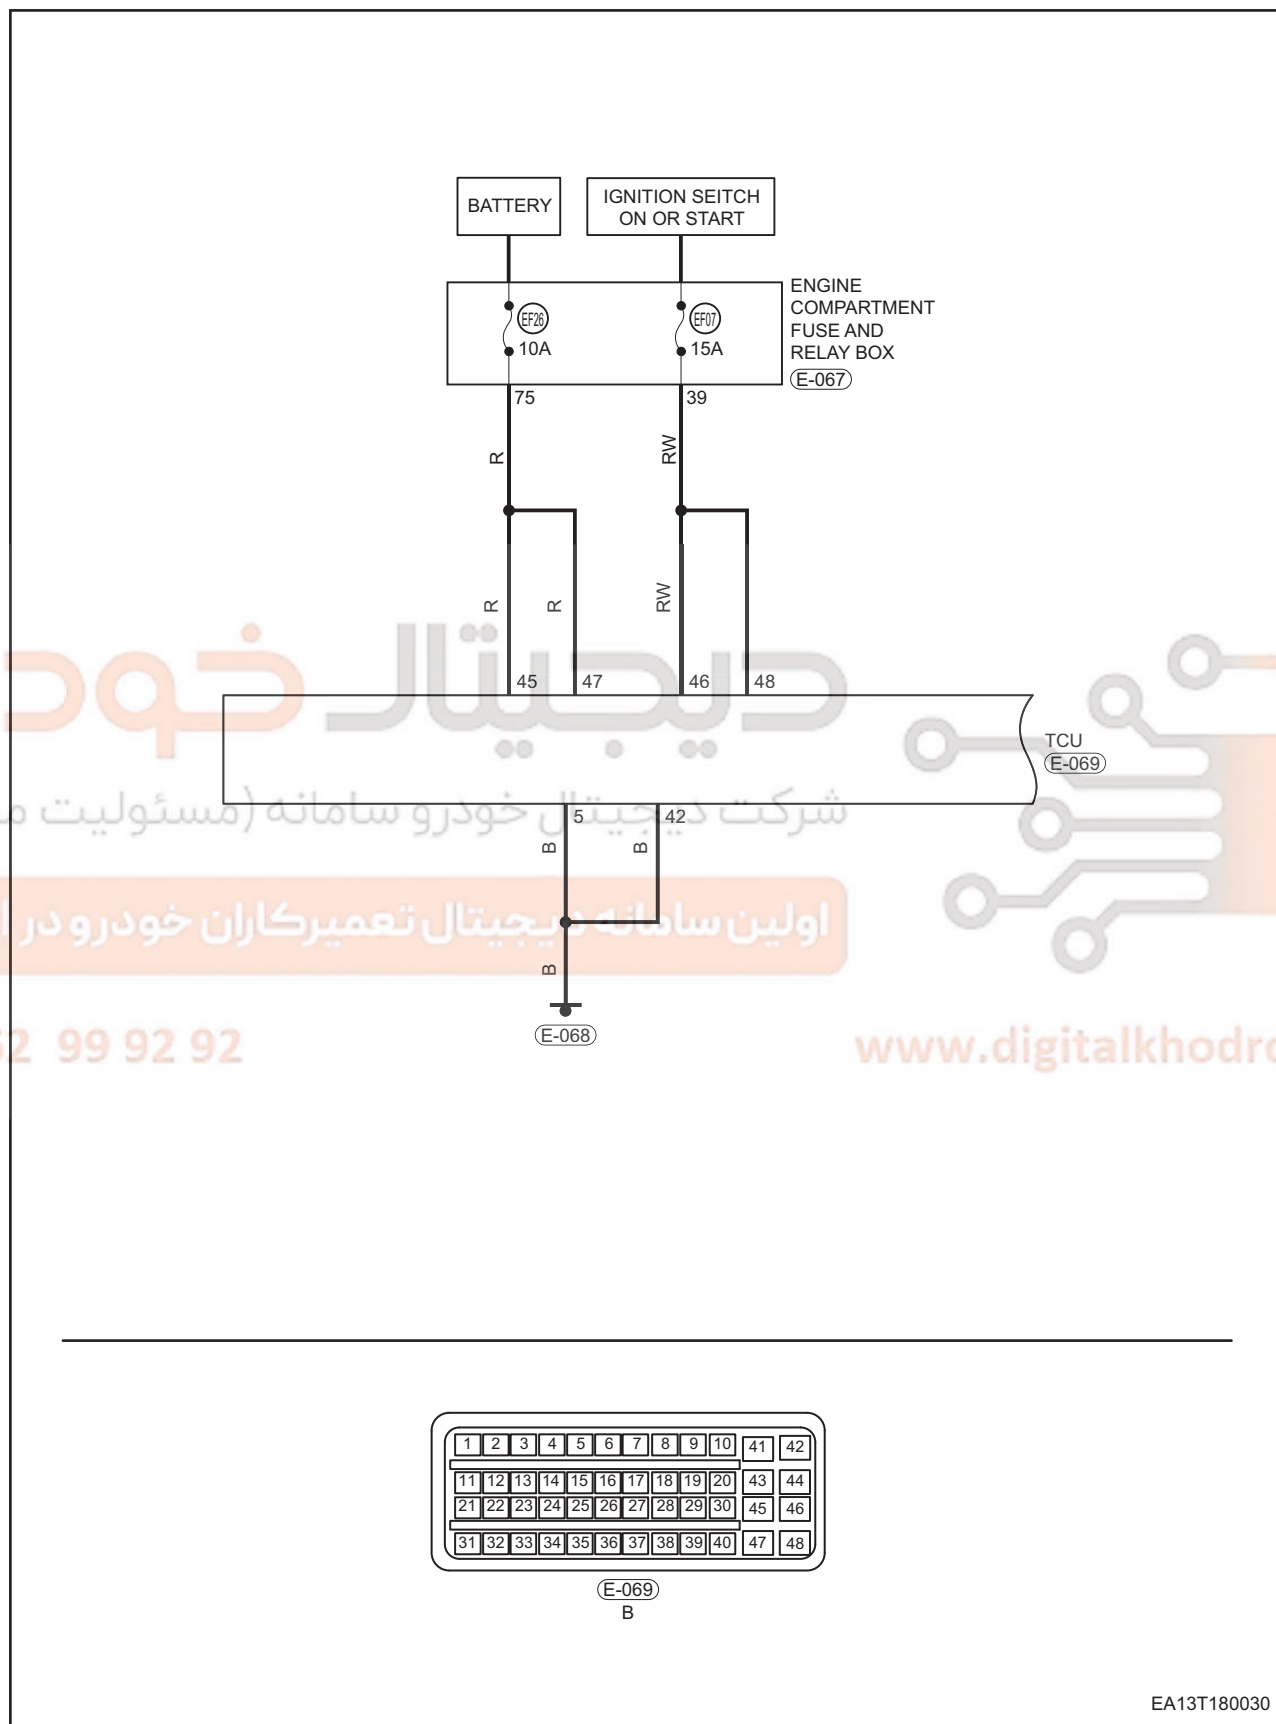 BATTERY
IGNITION SEITCH
ON OR START
EF26
10A
EF07
15A
ENGINE
COMPARTMENT
FUSE AND
RELAY BOX
E-067
75
39
R
RW
R
R
RW
45
47
46
48
دیجیتال خود
TCU
E-069
شرکت دیجیتال خودرو سامانه (مسئولیت
5
42
B
B
اولین سامانه دیجیتال تعمیرکاران خودرو در
B
E-068
62 99 92 92
www.digitalkhodro
1 2 3 4 5 6 7 8 9 10 41 42
11 12 13 14 15 16 17 18 19 20 43 44
21 22 23 24 25 26 27 28 29 30 45 46
31 32 33 34 35 36 37 38 39 40 47 48
E-069
B
EA13T180030